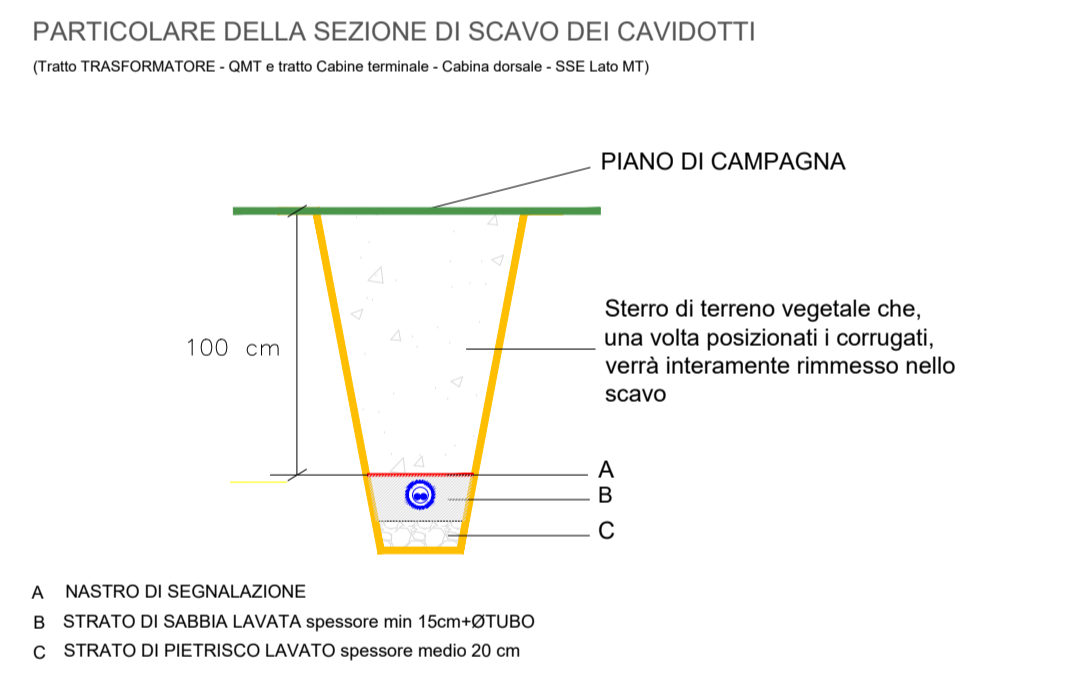 PARTICOLARE DELLA SEZIONE DI SCAVO DEI CAVIDOTTI
(Tratto TRASFORMATORE - QMT e tratto Cabine terminale - Cabina dorsale - SSE Lato MT)
PIANO DI CAMPAGNA
Sterro di terreno vegetale che,
una volta posizionati i corrugati,
verrà interamente rimmesso nello
scavo
100 cm
A
B
C
A NASTRO DI SEGNALAZIONE
B STRATO DI SABBIA LAVATA spessore min 15cm+ØTUBO
C STRATO DI PIETRISCO LAVATO spessore medio 20 cm